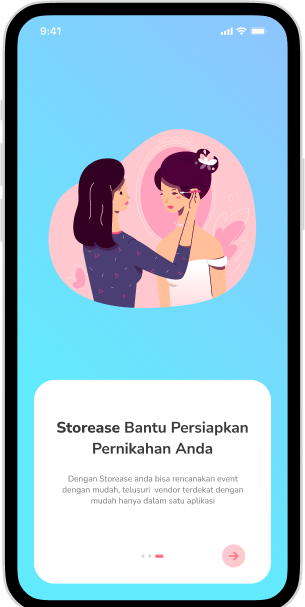 9:41
Storease Bantu Persiapkan
Pernikahan Anda
Dengan Storease anda bisa rencanakan event
dengan mudah, telusuri vendor terdekat dengan
mudah hanya dalam satu aplikasi